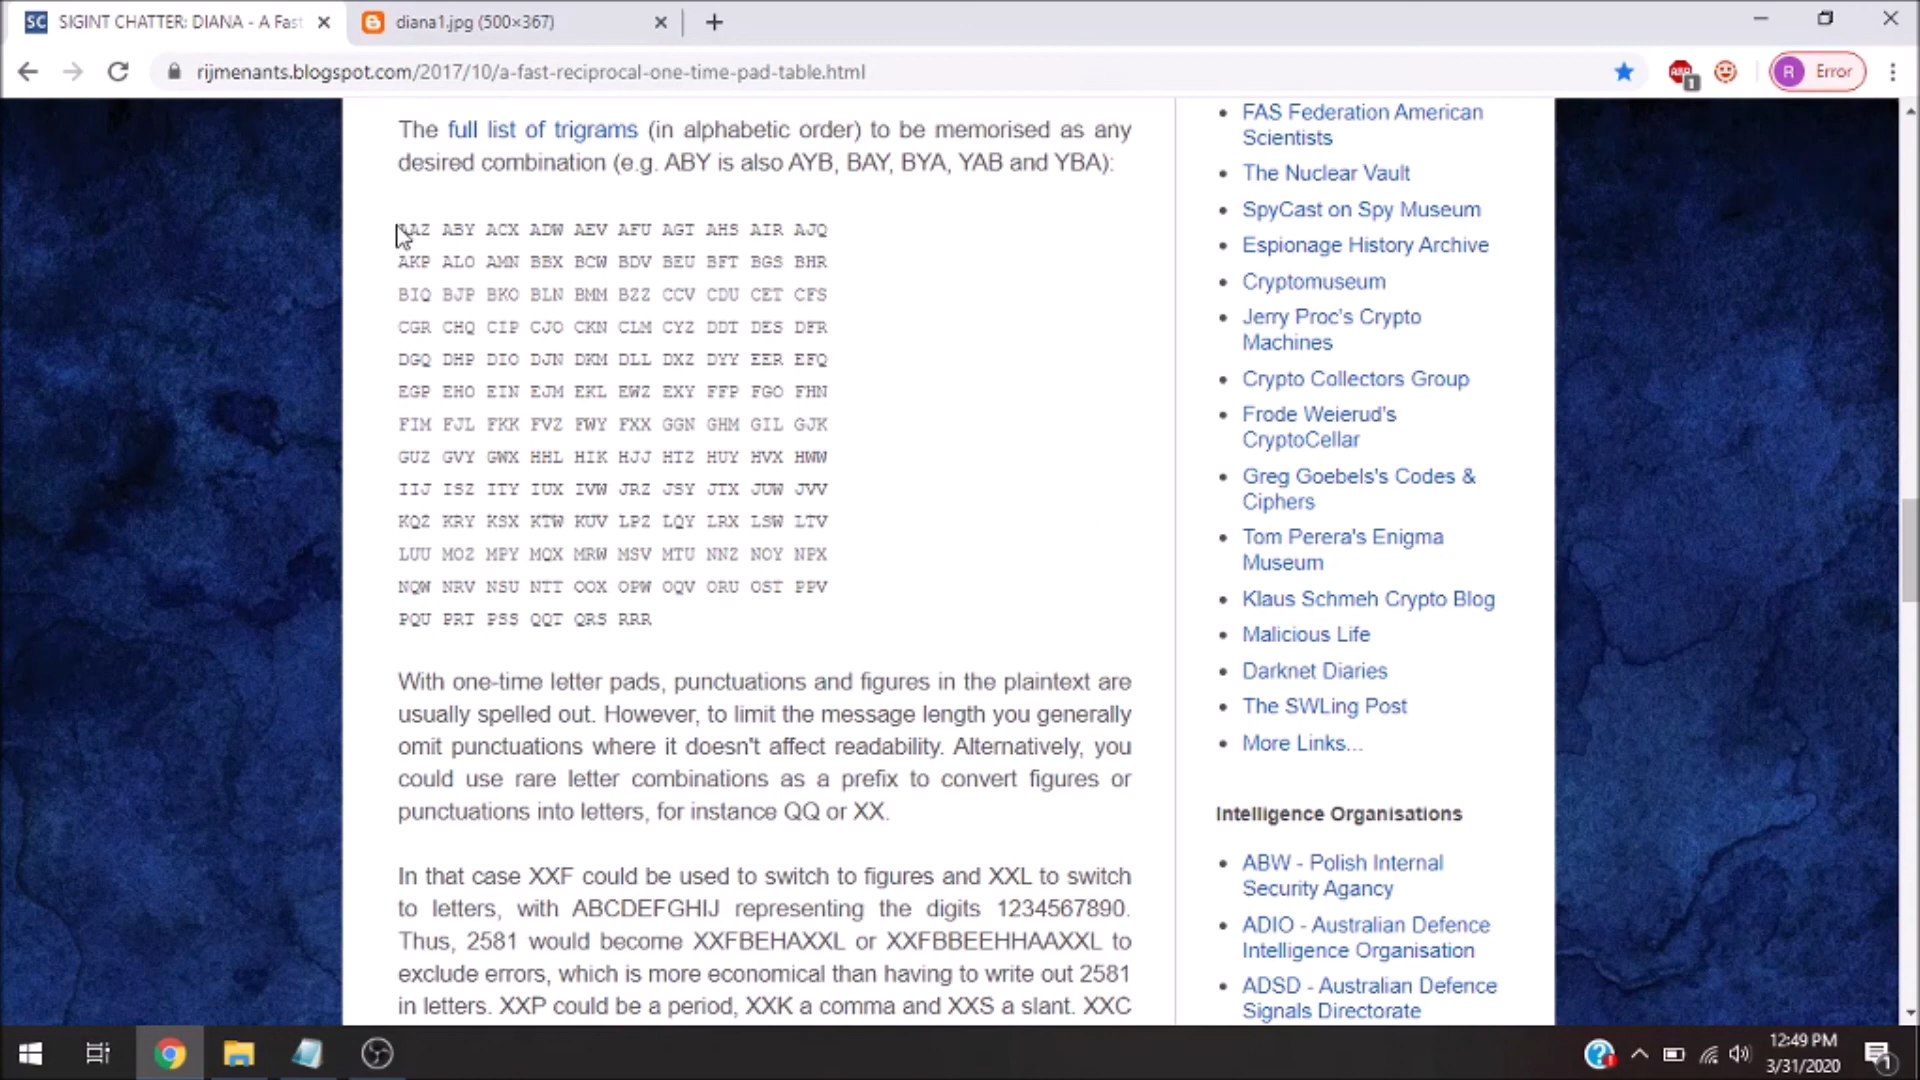 SC SIGINT CHATTER: DIANA - A Fast
diana1.jpg (500×367)
rijmenants.blogspot.com/2017/10/a-fast-reciprocal-one-time-pad-table.html
ABP
1
R Error
The full list of trigrams (in alphabetic order) to be memorised as any
desired combination (e.g. ABY is also AYB, BAY, BYA, YAB and YBA):
AAZ ABY ACX ADW AEV AFU AGT AHS AIR AJQ
AKP ALO AMN BBX BCW BDV BEU BFT BGS BHR
BIQ BJP BKO BLN BMM BZZ CCV CDU CET CFS
CGR CHQ CIP CJO CKN CLM CYZ DDT DES DFR
DGQ DHP DIO DJN DKM DLL DXZ DYY EER EFQ
EGP EHO EIN EJM EKL EWZ EXY FFP FGO FHN
FIM FJL FKK FVZ FWY FXX GGN GHM GIL GJK
GUZ GVY GWX HHL HIK HJJ HTZ HUY HVX HWW
IIJ ISZ ITY IUX IVW JRZ JSY JTX JUW JVV
KQZ KRY KSX KTW KUV LPZ LQY LRX LSW LTV
LUU MOZ MPY MQX MRW MSV MTU NNZ NOY NPX
NQW NRV NSU NTT OOX OPW OQV ORU OST PPV
PQU PRT PSS QQT QRS RRR
With one-time letter pads, punctuations and figures in the plaintext are
usually spelled out. However, to limit the message length you generally
omit punctuations where it doesn't affect readability. Alternatively, you
could use rare letter combinations as a prefix to convert figures or
punctuations into letters, for instance QQ or XX.
In that case XXF could be used to switch to figures and XXL to switch
to letters, with ABCDEFGHIJ representing the digits 1234567890.
Thus, 2581 would become XXFBEHAXXL or XXFBBEEHHAAXXL to
exclude errors, which is more economical than having to write out 2581
in letters. XXP could be a period, XXK a comma and XXS a slant. XXC
FAS Federation American
Scientists
The Nuclear Vault
SpyCast on Spy Museum
Espionage History Archive
Cryptomuseum
Jerry Proc's Crypto
Machines
Crypto Collectors Group
Frode Weierud's
CryptoCellar
Greg Goebels's Codes &
Ciphers
Tom Perera's Enigma
Museum
Klaus Schmeh Crypto Blog
Malicious Life
Darknet Diaries
The SWLing Post
More Links...
Intelligence Organisations
ABW - Polish Internal
Security Agancy
ADIO - Australian Defence
Intelligence Organisation
ADSD - Australian Defence
Signals Directorate
12:49 PM
3/31/2020
1